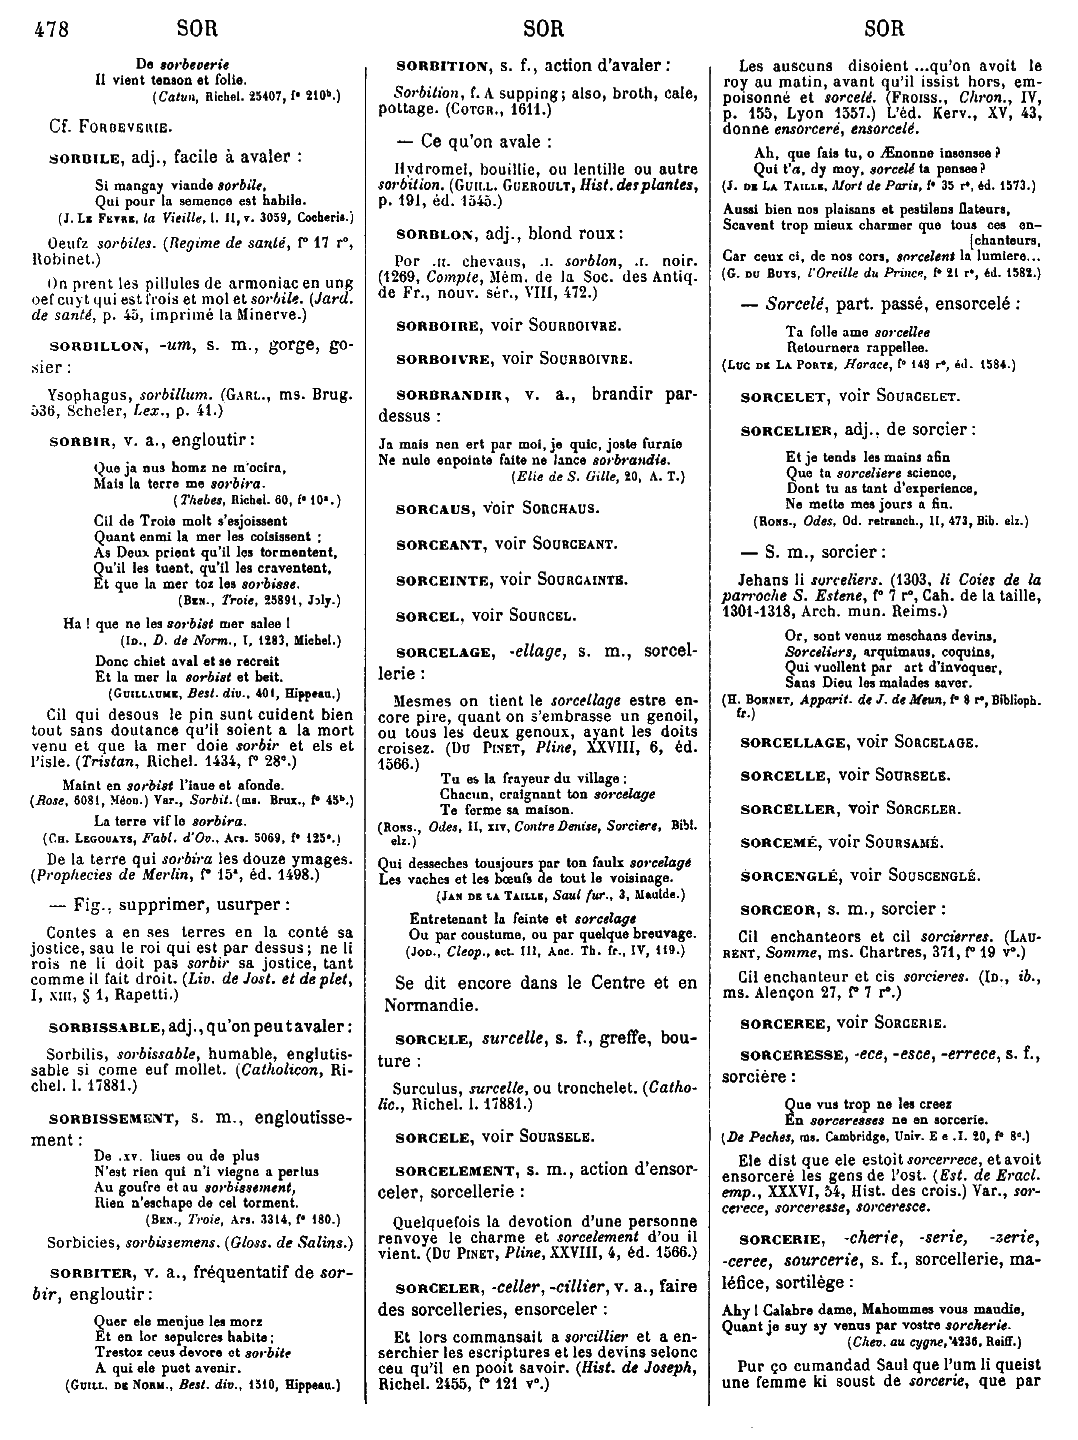 478
SOR
SOR
SOR
De sorbeverie
Il vient tenson et folie.
(Catun, Richel. 25407, f° 210ᵇ.)
Cf. FORBEVERIE.
SORBILE, adj., facile à avaler :
Si mangay viande sorbile,
Qui pour la semence est habile.
(J. LE FEVRE, la Vieille, l. II, v. 3059, Cocheris.)
Oeufz sorbiles. (Regime de santé, f° 17 r°,
Robinet.)
On prent les pillules de armoniac en ung
oef cuyt qui est frois et mol et sorbile. (Jard.
de santé, p. 45, imprimé la Minerve.)
SORBILLON, -um, s. m., gorge, go-
sier :
Ysophagus, sorbillum. (GARL., ms. Brug.
536, Scheler, Lex., p. 41.)
SORBIR, v. a., engloutir :
Que ja nus homz ne m'ocira,
Mais la terre me sorbira.
(Thebes, Richel. 60, f° 10ᵃ.)
Cil de Troie molt s'esjoissent
Quant enmi la mer les coisissent ;
As Deux prient qu'il les tormentent,
Qu'il les tuent, qu'il les craventent,
Et que la mer toz les sorbisse.
(BEN., Troie, 25891, Joly.)
Ha ! que ne les sorbist mer salee !
(ID., D. de Norm., I, 1283, Michel.)
Donc chiet aval et se recreit
Et la mer la sorbist et beit.
(GUILLAUME, Best. div., 401, Hippeau.)
Cil qui desous le pin sunt cuident bien
tout sans doutance qu'il soient a la mort
venu et que la mer doie sorbir et els et
l'isle. (Tristan, Richel. 1434, f° 28ᵉ.)
Maint en sorbist l'iaue et afonde.
(Rose, 6081, Méon.) Var., Sorbit. (ms. Brux., f° 45ᵇ.)
La terre vif le sorbira.
(CH. LEGOUAYS, Fabl. d'Ov., Ars. 5069, f° 125ᵉ.)
De la terre qui sorbira les douze ymages.
(Prophecies de Merlin, f° 15ᵃ, éd. 1498.)
— Fig., supprimer, usurper :
Contes a en ses terres en la conté sa
jostice, sau le roi qui est par dessus ; ne li
rois ne li doit pas sorbir sa jostice, tant
comme il fait droit. (Liv. de Jost. et de plet,
I, XIII, § 1, Rapetti.)
SORBISSABLE, adj., qu'on peut avaler :
Sorbilis, sorbissable, humable, englutis-
sable si come euf mollet. (Catholicon, Ri-
chel. l. 17881.)
SORBISSEMENT, s. m., engloutisse-
ment :
De .XV. liues ou de plus
N'est rien qui n'i viegne a pertus
Au goufre et au sorbissement,
Rien n'eschape de cel torment.
(BEN., Troie, Ars. 3314, f° 180.)
Sorbicies, sorbissemens. (Gloss. de Salins.)
SORBITER, v. a., fréquentatif de sor-
bir, engloutir :
Quer ele menjue les morz
Et en lor sepulcres habite ;
Trestoz ceus devore et sorbite
A qui ele puet avenir.
(GUILL. DE NORM., Best. div., 1510, Hippeau.)
SORBITION, s. f., action d'avaler :
Sorbition, f. A supping ; also, broth, cale,
pottage. (COTGR., 1611.)
— Ce qu'on avale :
Hydromel, bouillie, ou lentille ou autre
sorbition. (GUILL. GUEROULT, Hist. des plantes,
p. 191, éd. 1545.)
SORBLON, adj., blond roux :
Por .II. chevaus, .I. sorblon, .I. noir.
(1269, Compte, Mém. de la Soc. des Antiq.
de Fr., nouv. sér., VIII, 472.)
SORBOIRE, voir SOURBOIVRE.
SORBOIVRE, voir SOURBOIVRE.
SORBRANDIR, v. a., brandir par-
dessus :
Ja mais nen ert par moi, je quic, joste furnie
Ne nule enpointe faite ne lance sorbrandie.
(Elie de S. Gille, 20, A. T.)
SORCAUS, voir SORCHAUS.
SORCEANT, voir SOURCEANT.
SORCEINTE, voir SOURCAINTE.
SORCEL, voir SOURCEL.
SORCELAGE, -ellage, s. m., sorcel-
lerie :
Mesmes on tient le sorcellage estre en-
core pire, quant on s'embrasse un genoil,
ou tous les deux genoux, ayant les doits
croisez. (DU PINET, Pline, XXVIII, 6, éd.
1566.)
Tu es la frayeur du village ;
Chacun, craignant ton sorcelage
Te ferme sa maison.
(RONS., Odes, II, XIV, Contre Denise, Sorciere, Bibl.
elz.)
Qui desseches tousjours par ton faulx sorcelage
Les vaches et les bœufs de tout le voisinage.
(JAN DE LA TAILLE, Saul fur., 3, Maulde.)
Entretenant la feinte et sorcelage
Ou par coustume, ou par quelque breuvage.
(JOD., Cleop., act. III, Anc. Th. fr., IV, 119.)
Se dit encore dans le Centre et en
Normandie.
SORCELE, surcelle, s. f., greffe, bou-
ture :
Surculus, surcelle, ou tronchelet. (Catho-
lic., Richel. l. 17881.)
SORCELE, voir SOURSELE.
SORCELEMENT, s. m., action d'ensor-
celer, sorcellerie :
Quelquefois la devotion d'une personne
renvoye le charme et sorcelement d'ou il
vient. (DU PINET, Pline, XXVIII, 4, éd. 1566.)
SORCELER, -celler, -cillier, v. a., faire
des sorcelleries, ensorceler :
Et lors commansait a sorcillier et a en-
serchier les escriptures et les devins selonc
ceu qu'il en pooit savoir. (Hist. de Joseph,
Richel. 2455, f° 121 v°.)
Les auscuns disoient ...qu'on avoit le
roy au matin, avant qu'il issist hors, em-
poisonné et sorcelé. (FROISS., Chron., IV,
p. 155, Lyon 1557.) L'éd. Kerv., XV, 43,
donne ensorceré, ensorcelé.
Ah, que fais tu, o Ænonne insensee ?
Qui t'a, dy moy, sorcelé ta pensee ?
(J. DE LA TAILLE, Mort de Paris, f° 35 r°, éd. 1573.)
Aussi bien nos plaisans et pestilens flateurs,
Scavent trop mieux charmer que tous ces en-
[chanteurs,
Car ceux ci, de nos cors, sorcelent la lumiere...
(G. DU BUYS, l'Oreille du Prince, f° 21 r°, éd. 1582.)
— Sorcelé, part. passé, ensorcelé :
Ta folle ame sorcellee
Retournera rappellee.
(LUC DE LA PORTE, Horace, f° 148 r°, éd. 1584.)
SORCELET, voir SOURCELET.
SORCELIER, adj., de sorcier :
Et je tends les mains afin
Que ta sorceliere science,
Dont tu as tant d'experience,
Ne mette mes jours a fin.
(RONS., Odes, Od. retranch., II, 473, Bib. elz.)
— S. m., sorcier :
Jehans li sorceliers. (1303, li Coies de la
parroche S. Estene, f° 7 r°, Cah. de la taille,
1301-1318, Arch. mun. Reims.)
Or, sont venuz meschans devins,
Sorceliers, arquimaus, coquins,
Qui vuollent par art d'invoquer,
Sans Dieu les malades saver.
(H. BONNET, Apparit. de J. de Meun, f° 8 r°, Biblioph.
fr.)
SORCELLAGE, voir SORCELAGE.
SORCELLE, voir SOURSELE.
SORCELLER, voir SORCELER.
SORCEMÉ, voir SOURSAMÉ.
SORCENGLÉ, voir SOUSCENGLÉ.
SORCEOR, s. m., sorcier :
Cil enchanteors et cil sorcierres. (LAU-
RENT, Somme, ms. Chartres, 371, f° 19 v°.)
Cil enchanteur et cis sorcieres. (ID., ib.,
ms. Alençon 27, f° 7 r°.)
SORCEREE, voir SORCERIE.
SORCERESSE, -ece, -esce, -errece, s. f.,
sorcière :
Que vus trop ne les creez
En sorceresses ne en sorcerie.
(De Peches, ms. Cambridge, Univ. E e .I. 20, f° 8ᵈ.)
Ele dist que ele estoit sorcerrece, et avoit
ensorceré les gens de l'ost. (Est. de Eracl.
emp., XXXVI, 54, Hist. des crois.) Var., sor-
cerece, sorceresse, sorceresce.
SORCERIE, -cherie, -serie, -zerie,
-ceree, sourcerie, s. f., sorcellerie, ma-
léfice, sortilège :
Ahy ! Calabre dame, Mahommes vous maudie,
Quant je suy sy venus par vostre sorcherie.
(Chev. au cygne, 4236, Reiff.)
Pur ço cumandad Saul que l'um li queist
une femme ki soust de sorcerie, que par